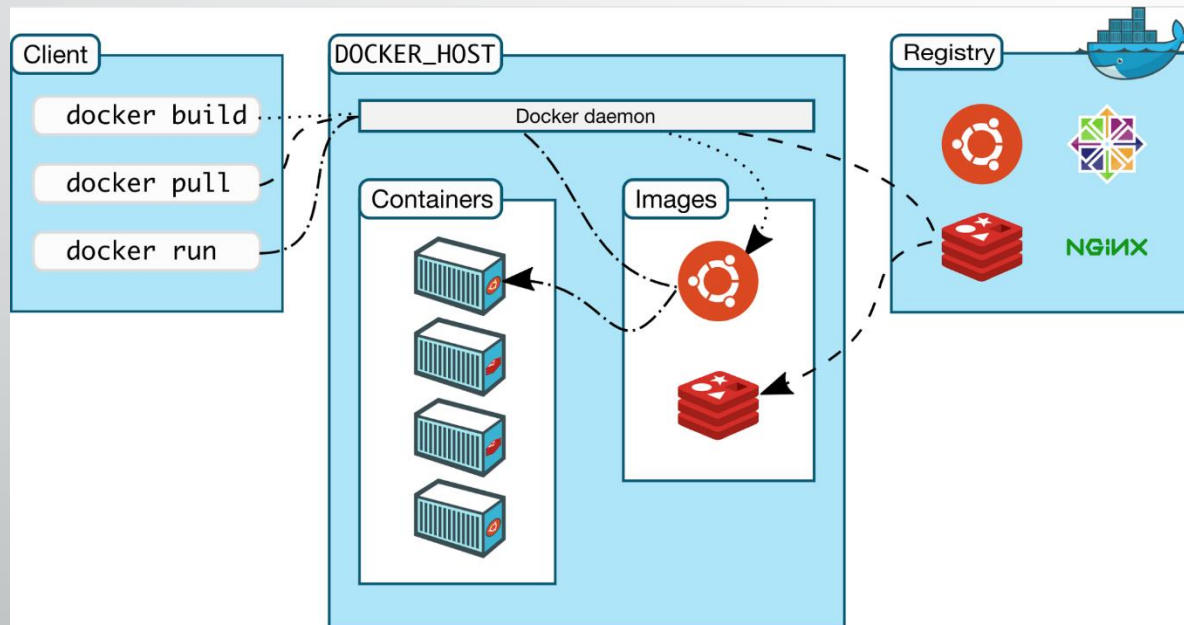 Client
docker build
docker pull
docker run
DOCKER_HOST
Docker daemon
Containers
Images
Registry
NGiNX